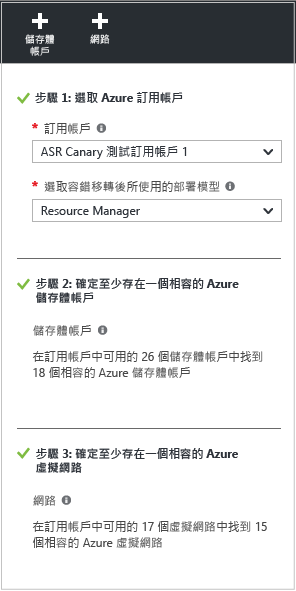 儲存體
帳戶
網路
步驟 1: 選取 Azure 訂用帳戶
* 訂用帳戶
ASR Canary 測試訂用帳戶 1
* 選取容錯移轉後所使用的部署模型
Resource Manager
步驟 2: 確定至少存在一個相容的 Azure
儲存體帳戶
儲存體帳戶
在訂用帳戶中可用的 26 個儲存體帳戶中找到
18 個相容的 Azure 儲存體帳戶
步驟 3: 確定至少存在一個相容的 Azure
虛擬網路
網路
在訂用帳戶中可用的 17 個虛擬網路中找到 15
個相容的 Azure 虛擬網路